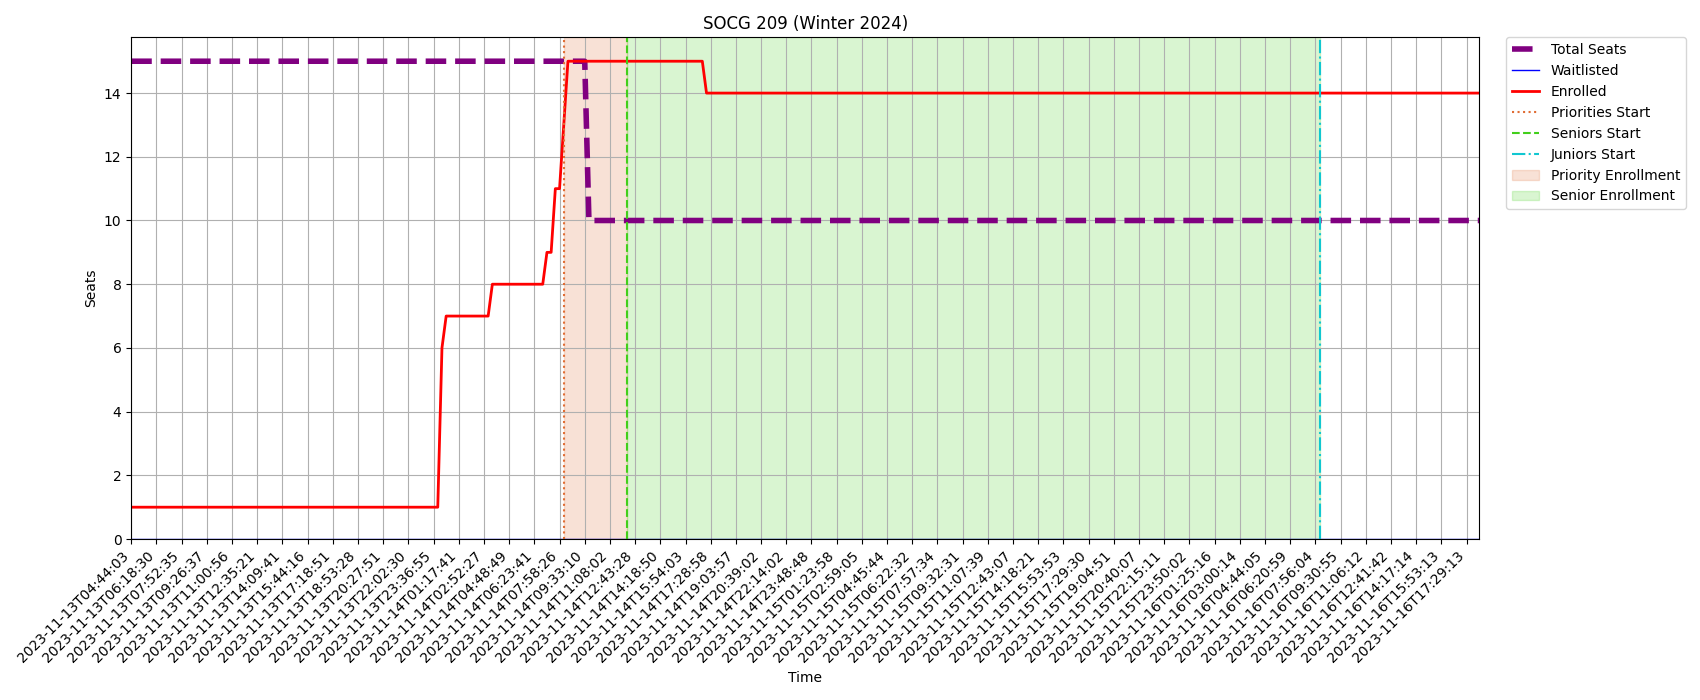 SOCG 209 (Winter 2024)
Total Seats
Waitlisted
Enrolled
Priorities Start
Seniors Start
Juniors Start
Priority Enrollment
Senior Enrollment
Seats
14
12
10
8
6
4
2
0
2023-11-13T04:44:03
2023-11-13T06:18:30
2023-11-13T07:52:35
2023-11-13T09:26:37
2023-11-13T11:00:56
2023-11-13T12:35:21
2023-11-13T14:09:41
2023-11-13T15:44:16
2023-11-13T17:18:51
2023-11-13T18:53:28
2023-11-13T20:27:51
2023-11-13T22:02:30
2023-11-13T23:36:55
2023-11-14T01:17:41
2023-11-14T02:52:27
2023-11-14T04:48:49
2023-11-14T06:23:41
2023-11-14T07:58:26
2023-11-14T09:33:10
2023-11-14T11:08:02
2023-11-14T12:43:28
2023-11-14T14:18:50
2023-11-14T15:54:03
2023-11-14T17:28:58
2023-11-14T19:03:57
2023-11-14T20:39:02
2023-11-14T22:14:02
2023-11-14T23:48:48
2023-11-15T01:23:58
2023-11-15T02:59:05
2023-11-15T04:45:44
2023-11-15T06:22:32
2023-11-15T07:57:34
2023-11-15T09:32:31
2023-11-15T11:07:39
2023-11-15T12:43:07
2023-11-15T14:18:21
2023-11-15T15:53:53
2023-11-15T17:29:30
2023-11-15T19:04:51
2023-11-15T20:40:07
2023-11-15T22:15:11
2023-11-15T23:50:02
2023-11-16T01:25:16
2023-11-16T03:00:14
2023-11-16T04:44:05
2023-11-16T06:20:59
2023-11-16T07:56:04
2023-11-16T09:30:55
2023-11-16T11:06:12
2023-11-16T12:41:42
2023-11-16T14:17:14
2023-11-16T15:53:13
2023-11-16T17:29:13
Time